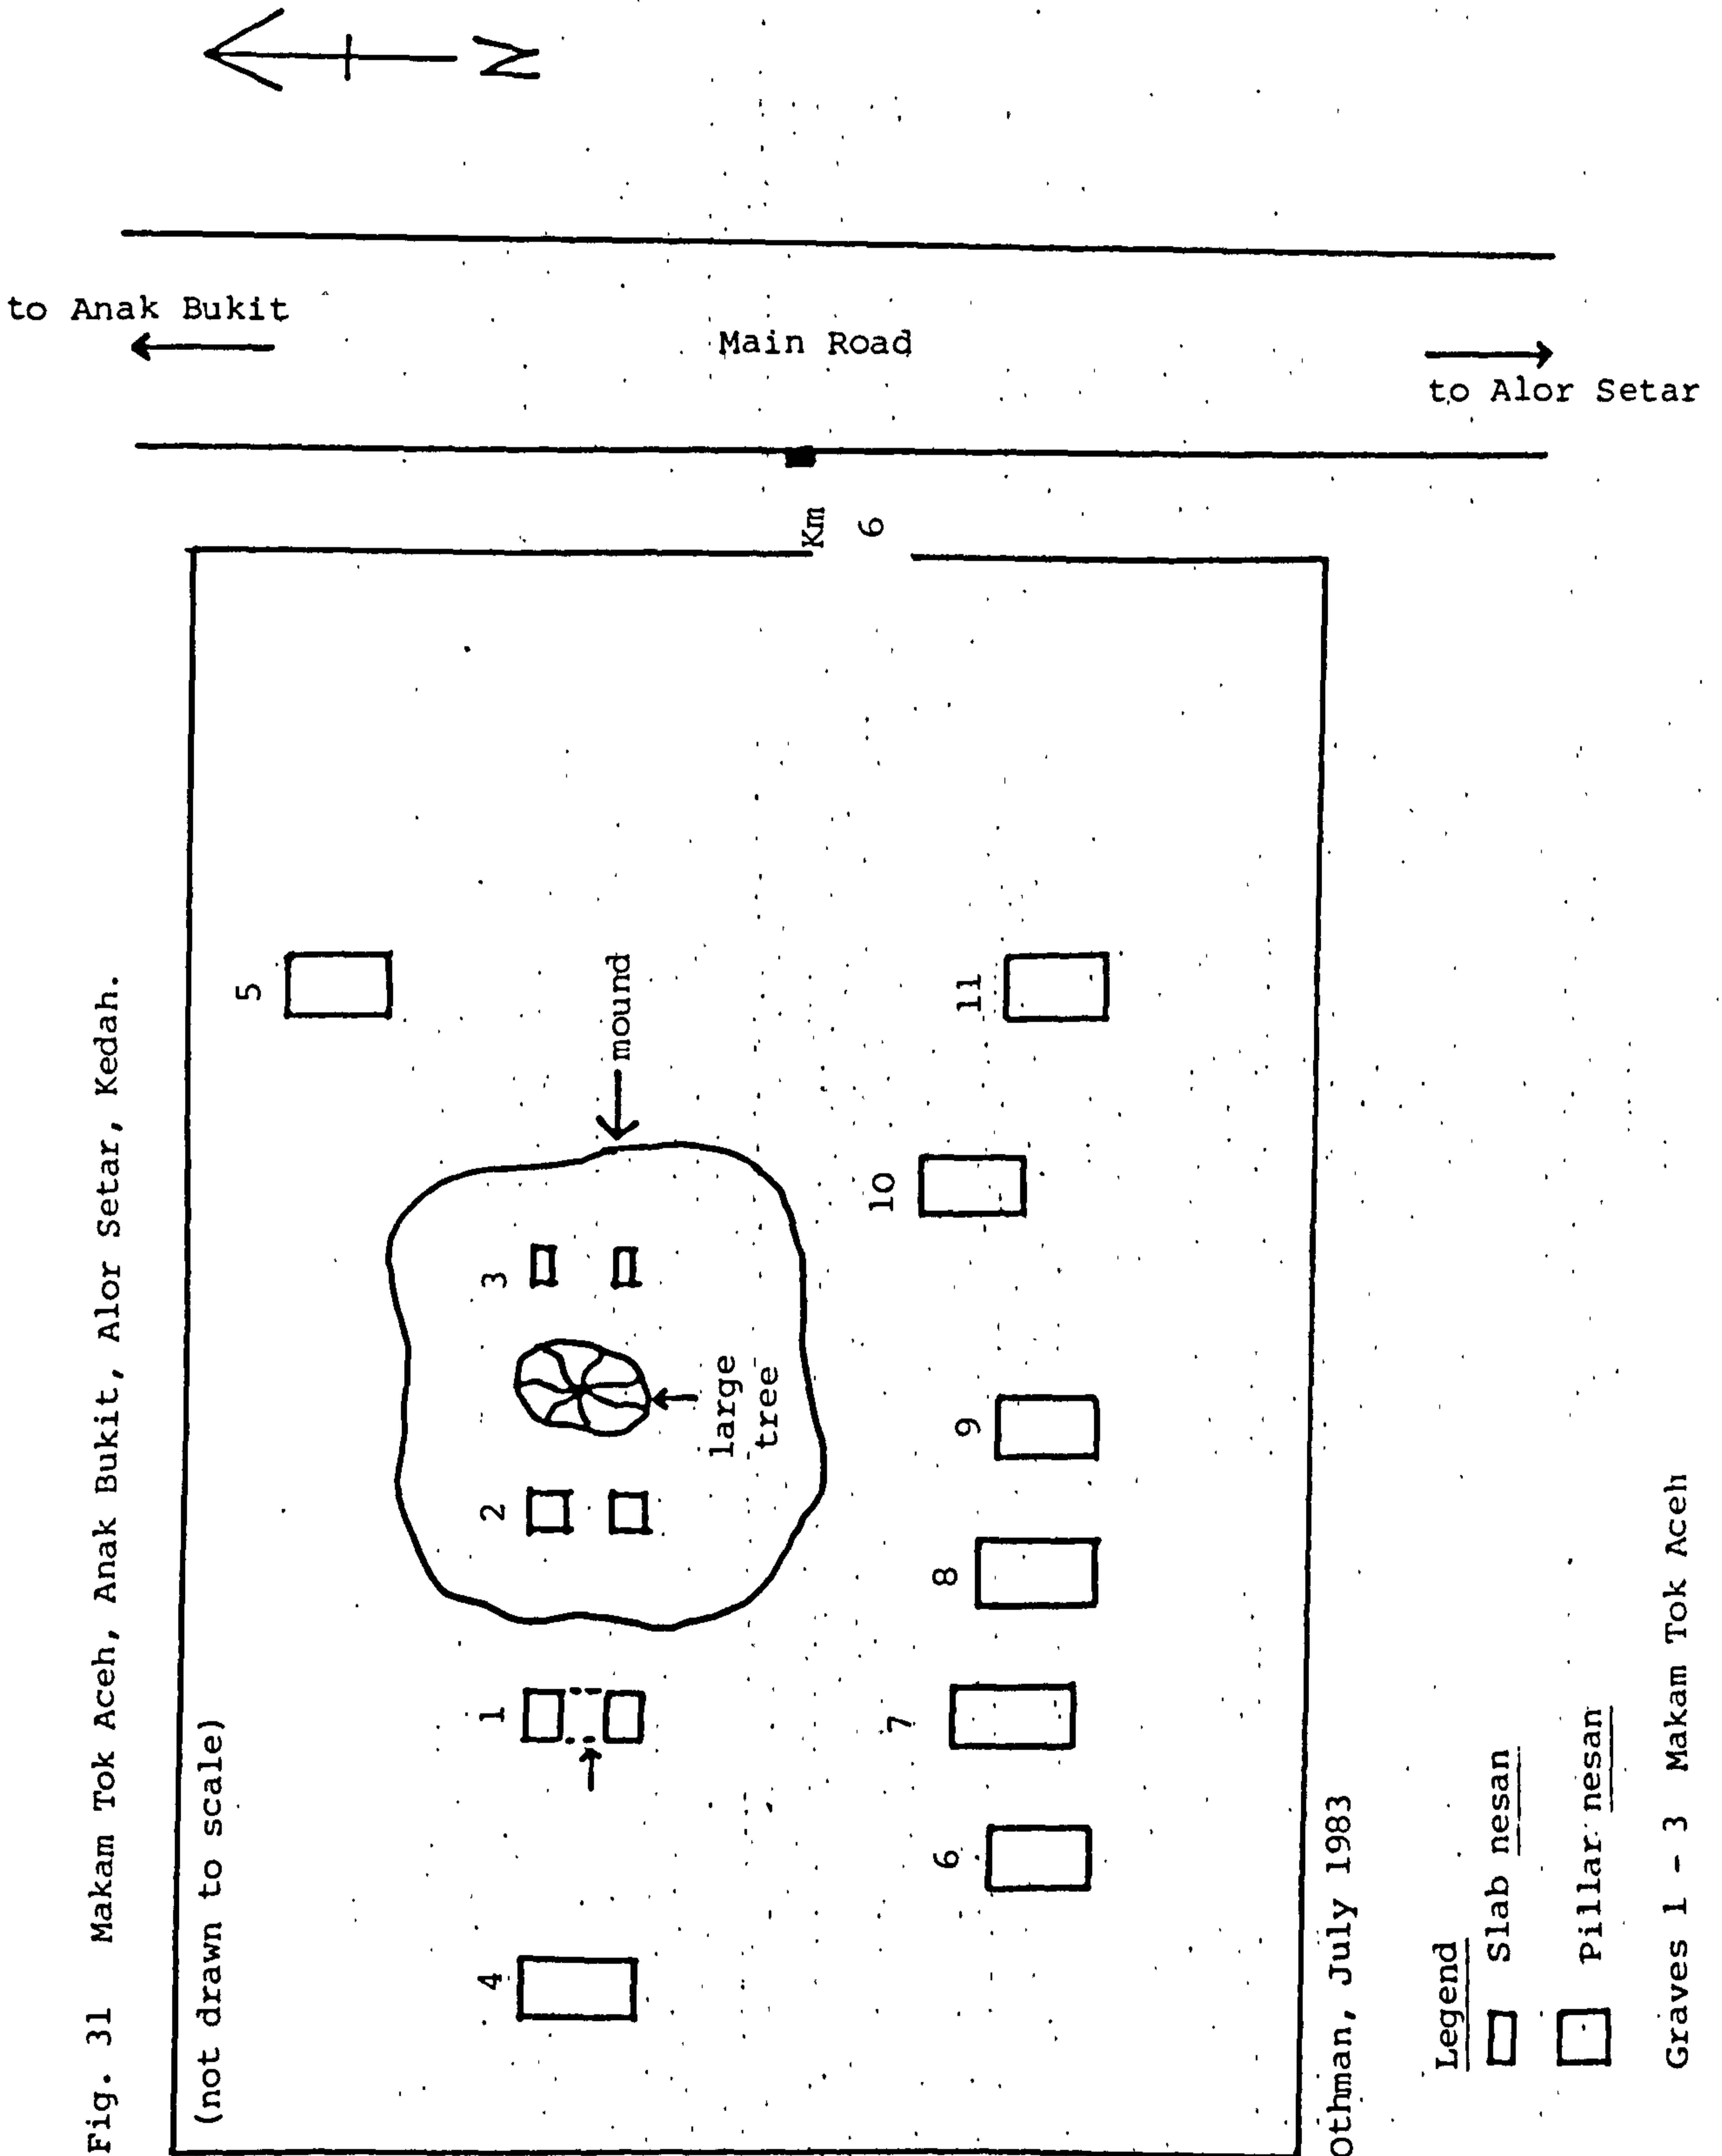 Fig. 31 Makam Tok Aceh, Anak Bukit, Alor Setar, Kedah.
(not drawn to scale)
N
to Anak Bukit
Main Road
to Alor Setar
Km
6
5
mound
11
10
3
large
tree
9
2
8
1
7
6
4
Othman, July 1983
Legend
Slab nesan
Pillar nesan
Graves 1 - 3 Makam Tok Aceh